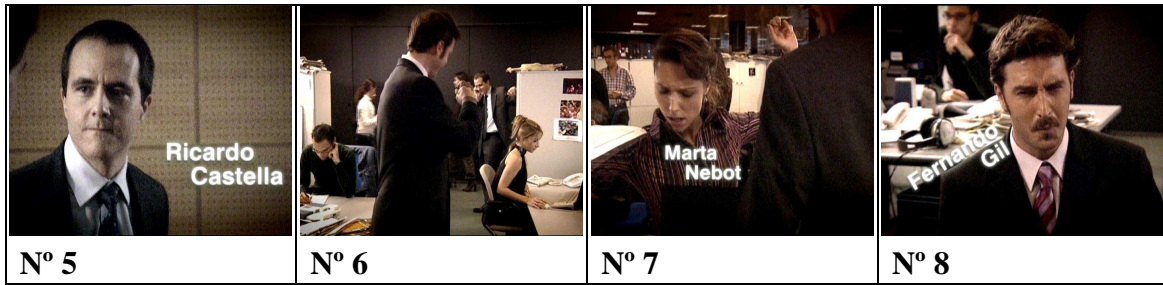 Ricardo
Castella
Marta
Nebot
Fernando
Gil
Nº 5
Nº 6
Nº 7
Nº 8